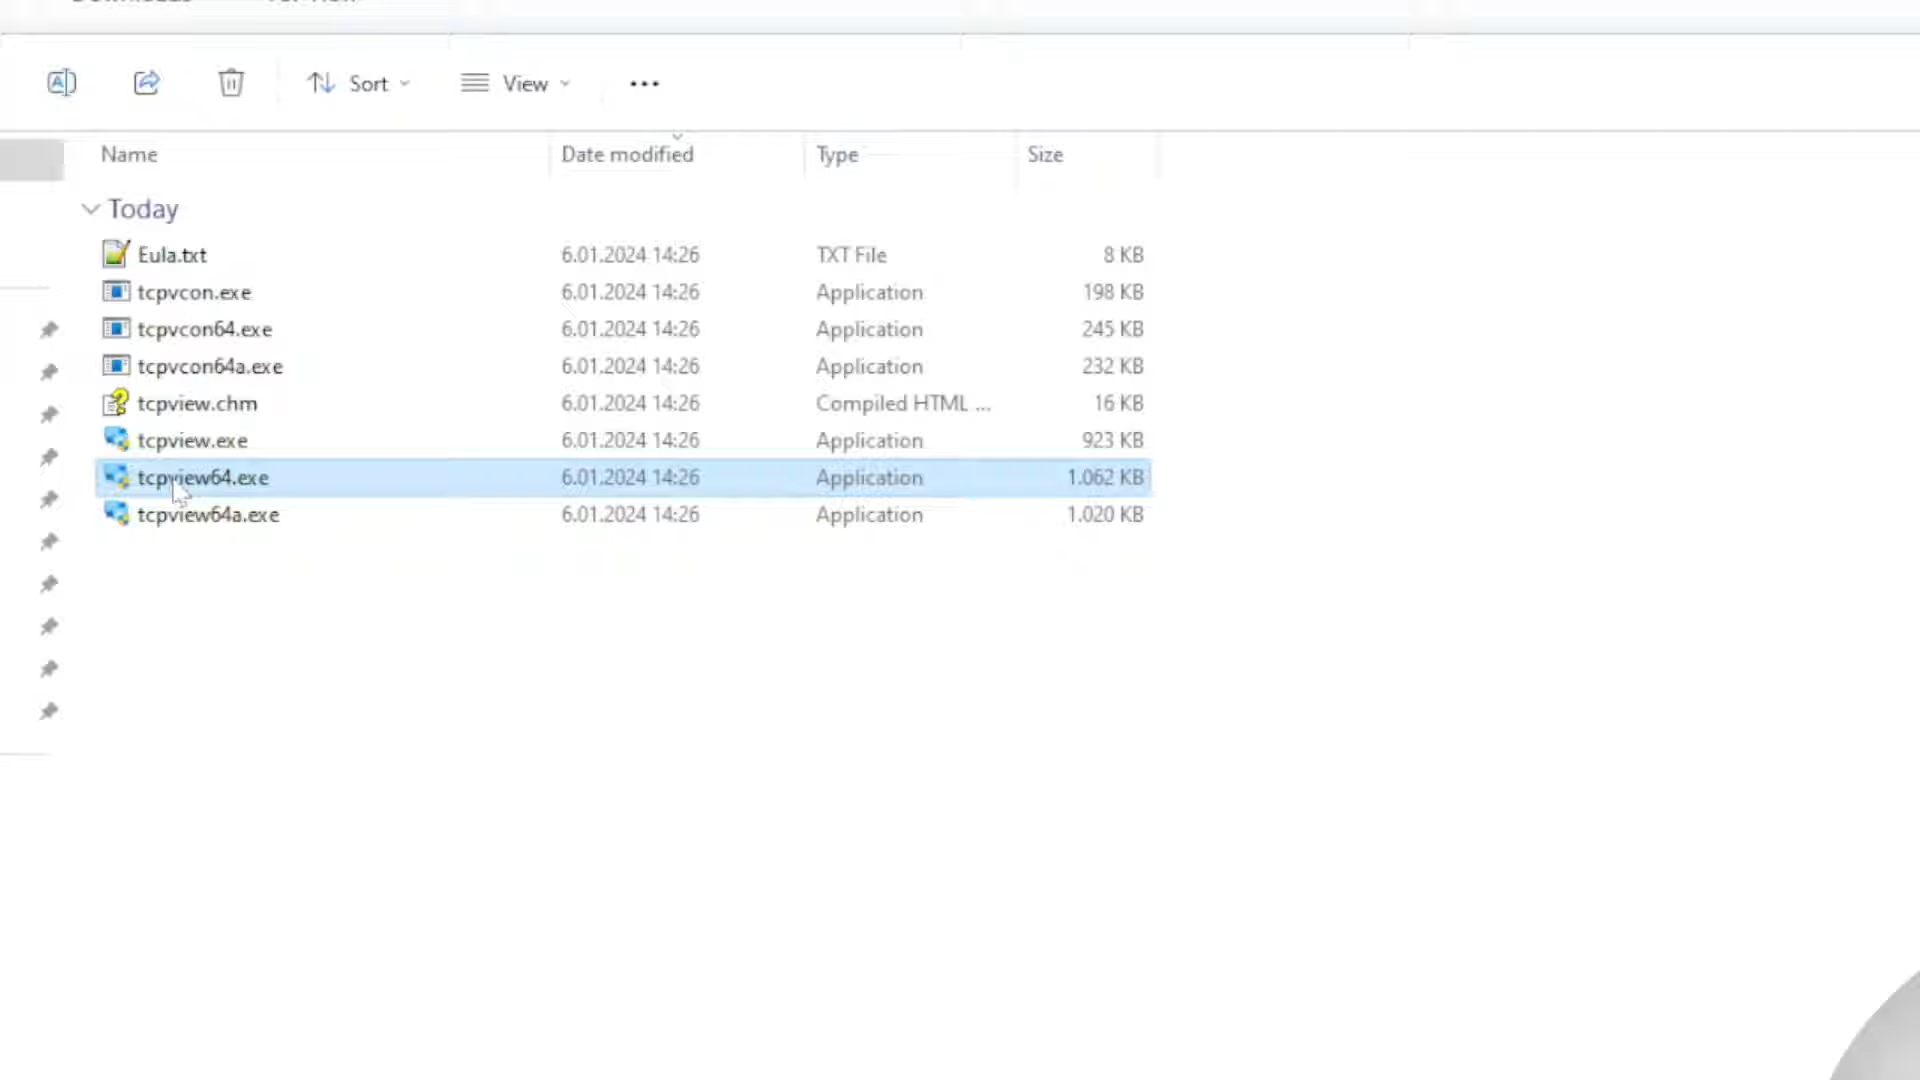 Sort View
Name Date modified Type Size
Today
Eula.txt 6.01.2024 14:26 TXT File 8 KB
tcpvcon.exe 6.01.2024 14:26 Application 198 KB
tcpvcon64.exe 6.01.2024 14:26 Application 245 KB
tcpvcon64a.exe 6.01.2024 14:26 Application 232 KB
tcpview.chm 6.01.2024 14:26 Compiled HTML ... 16 KB
tcpview.exe 6.01.2024 14:26 Application 923 KB
tcpview64.exe 6.01.2024 14:26 Application 1.062 KB
tcpview64a.exe 6.01.2024 14:26 Application 1.020 KB